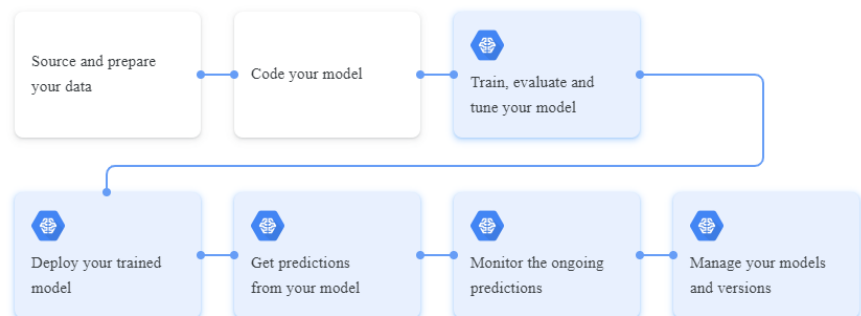 Source and prepare
your data
Code your model
Train, evaluate and
tune your model
Deploy your trained
model
Get predictions
from your model
Monitor the ongoing
predictions
Manage your models
and versions